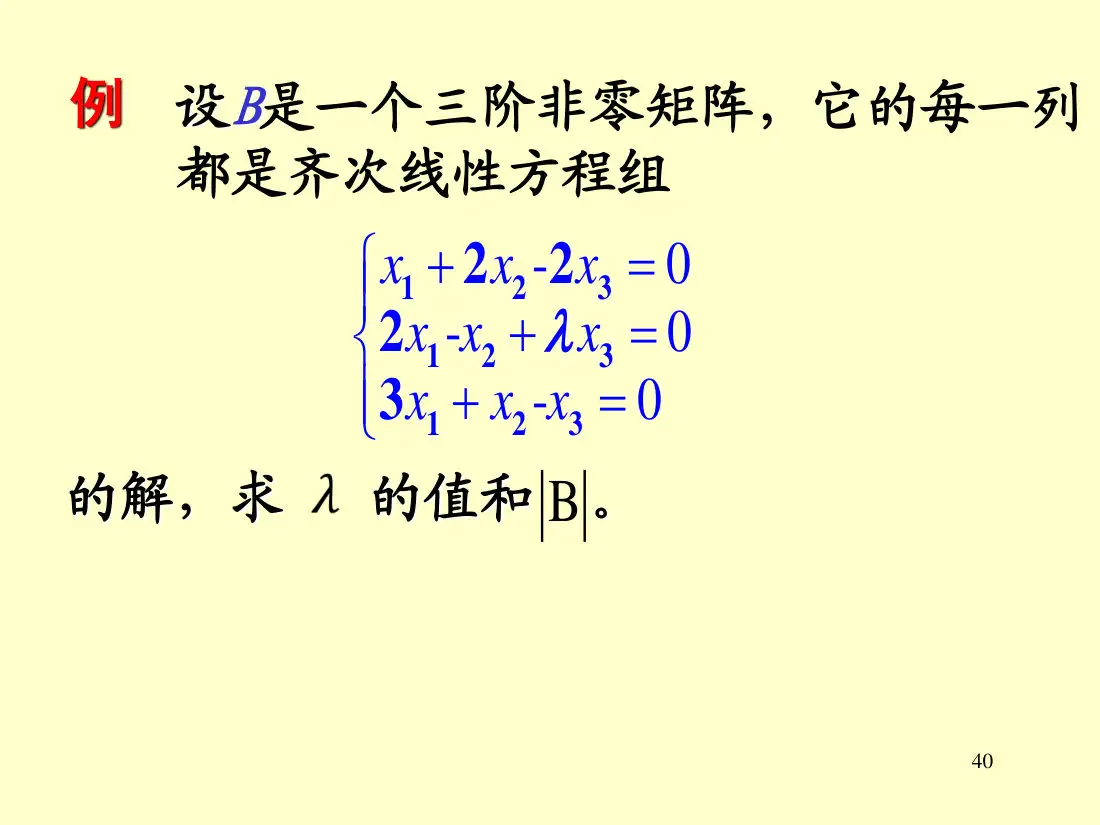 例 设B是一个三阶非零矩阵，它的每一列
都是齐次线性方程组
x₁ + 2x₂ - 2x₃ = 0
2x₁ - x₂ + λx₃ = 0
3x₁ + x₂ - x₃ = 0
的解，求 λ 的值和|B|。
40